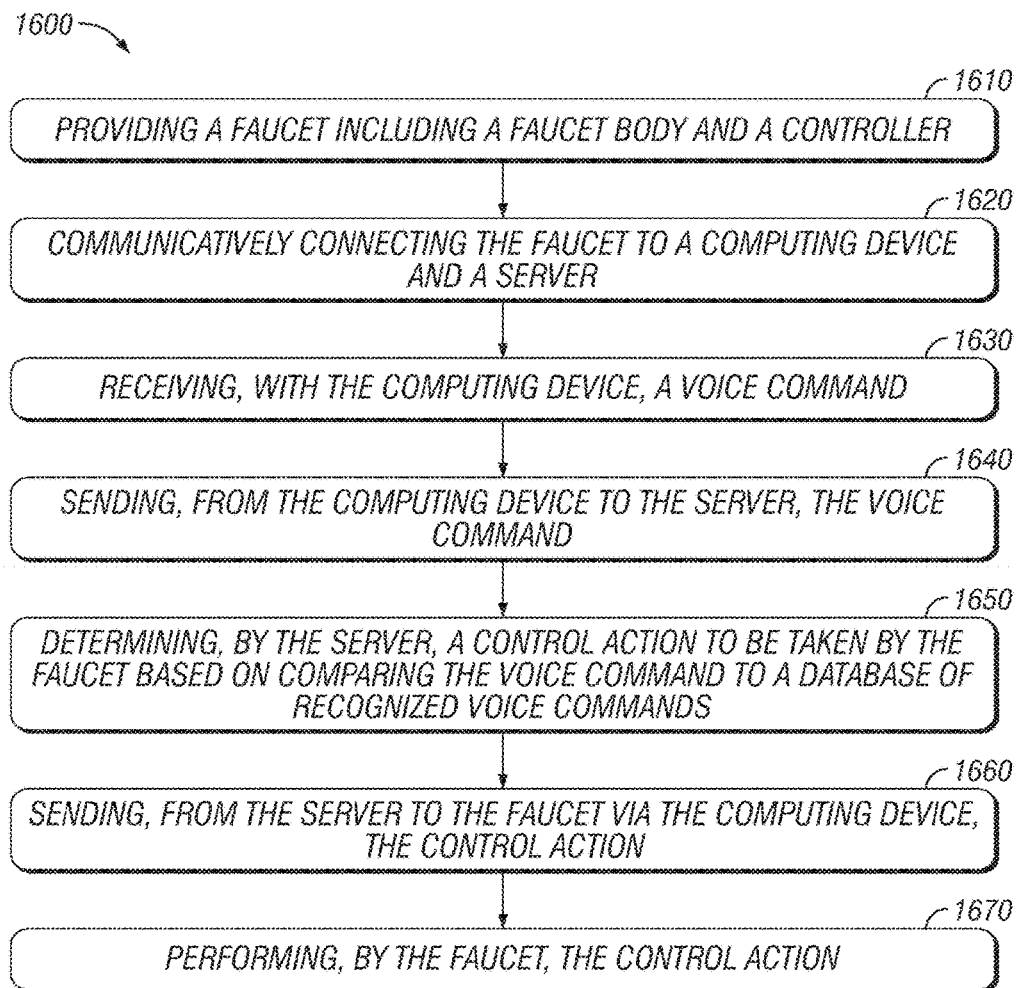 1600
1610
PROVIDING A FAUCET INCLUDING A FAUCET BODY AND A CONTROLLER
1620
COMMUNICATIVELY CONNECTING THE FAUCET TO A COMPUTING DEVICE
AND A SERVER
1630
RECEIVING, WITH THE COMPUTING DEVICE, A VOICE COMMAND
1640
SENDING, FROM THE COMPUTING DEVICE TO THE SERVER, THE VOICE
COMMAND
1650
DETERMINING, BY THE SERVER, A CONTROL ACTION TO BE TAKEN BY THE
FAUCET BASED ON COMPARING THE VOICE COMMAND TO A DATABASE OF
RECOGNIZED VOICE COMMANDS
1660
SENDING, FROM THE SERVER TO THE FAUCET VIA THE COMPUTING DEVICE,
THE CONTROL ACTION
1670
PERFORMING, BY THE FAUCET, THE CONTROL ACTION